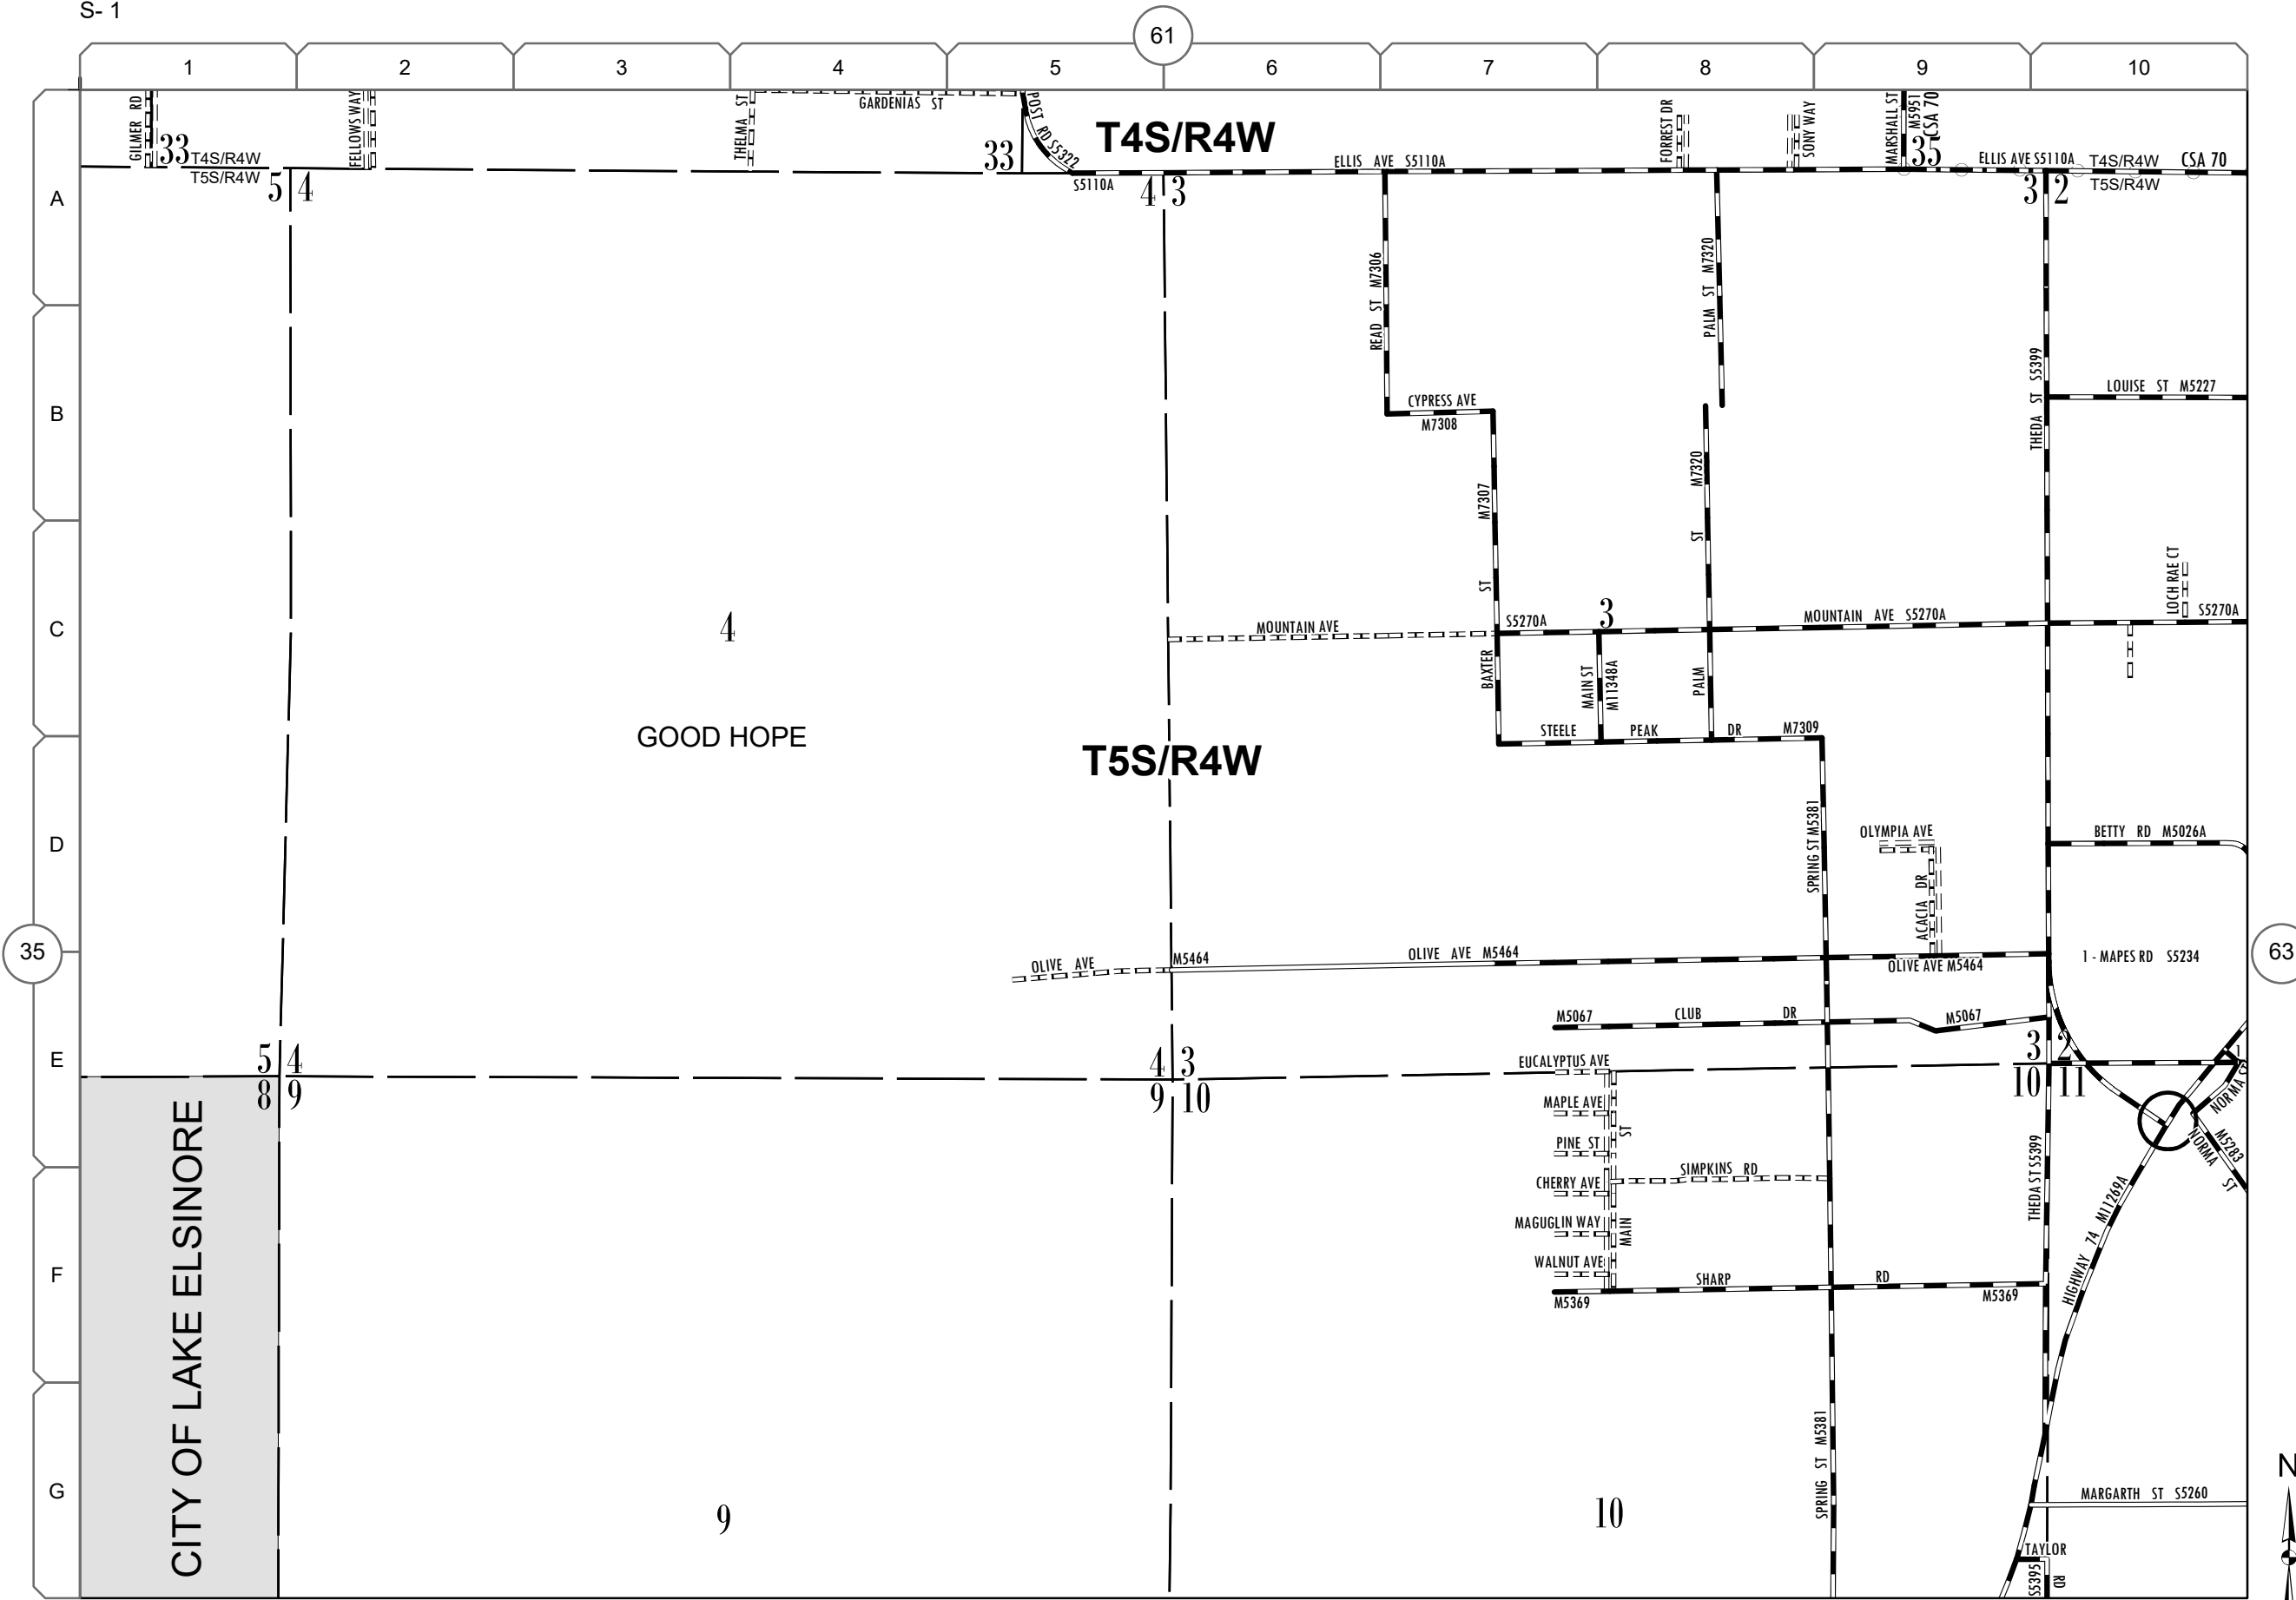 S- 1
61
1 2 3 4 5 6 7 8 9 10
A
B
C
D
E
F
G
35
63
N
GILMER RD
33
T4S/R4W
T5S/R4W
5 4
FELLOWS WAY
THELMA ST
GARDENIAS ST
POST RD S5322
33
T4S/R4W
S5110A
4 3
ELLIS AVE S5110A
FORREST DR
SONY WAY
MARSHALL ST
M5951
CSA 70
35
ELLIS AVE S5110A
T4S/R4W
CSA 70
T5S/R4W
3 2
READ ST M7306
PALM ST M7320
THEDA ST S5399
LOUISE ST M5227
CYPRESS AVE
M7308
M7307
ST
BAXTER
M7320
ST
PALM
LOCH RAE CT
S5270A
4
MOUNTAIN AVE
S5270A
3
MOUNTAIN AVE S5270A
MAIN ST
M11348A
GOOD HOPE
T5S/R4W
STEELE PEAK DR M7309
SPRING ST M5381
OLYMPIA AVE
ACACIA DR
BETTY RD M5026A
OLIVE AVE
M5464
OLIVE AVE M5464
OLIVE AVE M5464
1 - MAPES RD S5234
M5067 CLUB DR M5067
5 4
8 9
4 3
9 10
3 2
10 11
1
EUCALYPTUS AVE
MAPLE AVE
PINE ST
CHERRY AVE
MAGUGLIN WAY
WALNUT AVE
ST
MAIN
SIMPKINS RD
NORMA ST
NORMA ST
M5283
THEDA ST S5399
HIGHWAY 74 M11269A
SHARP RD
M5369
M5369
CITY OF LAKE ELSINORE
9
10
SPRING ST M5381
MARGARTH ST S5260
TAYLOR
RD
S5395